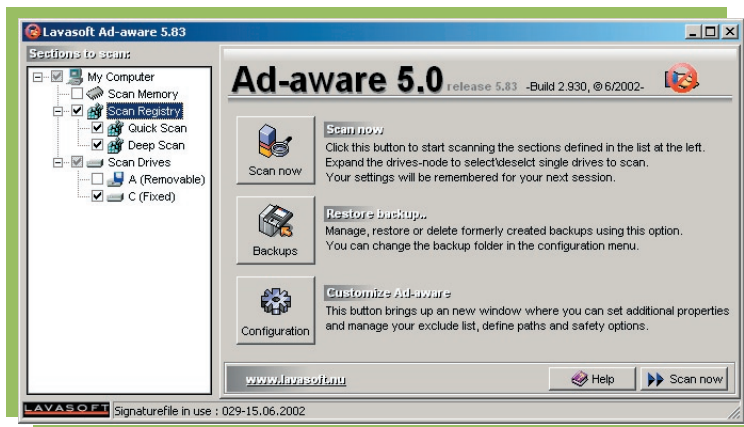 Lavasoft Ad-aware 5.83
Sections to scan:
My Computer
Scan Memory
Scan Registry
Quick Scan
Deep Scan
Scan Drives
A (Removable)
C (Fixed)
Ad-aware 5.0 release 5.83 -Build 2.930, @ 6/2002-
Scan now
Scan now
Click this button to start scanning the sections defined in the list at the left.
Expand the drives-node to select\deselct single drives to scan.
Your settings will be remembered for your next session.
Backups
Restore backup..
Manage, restore or delete formerly created backups using this option.
You can change the backup folder in the configuration menu.
Configuration
Customize Ad-aware
This button brings up an new window where you can set additional properties
and manage your exclude list, define paths and safety options.
www.lavasoft.nu
Help
Scan now
LAVASOFT Signaturefile in use : 029-15.06.2002